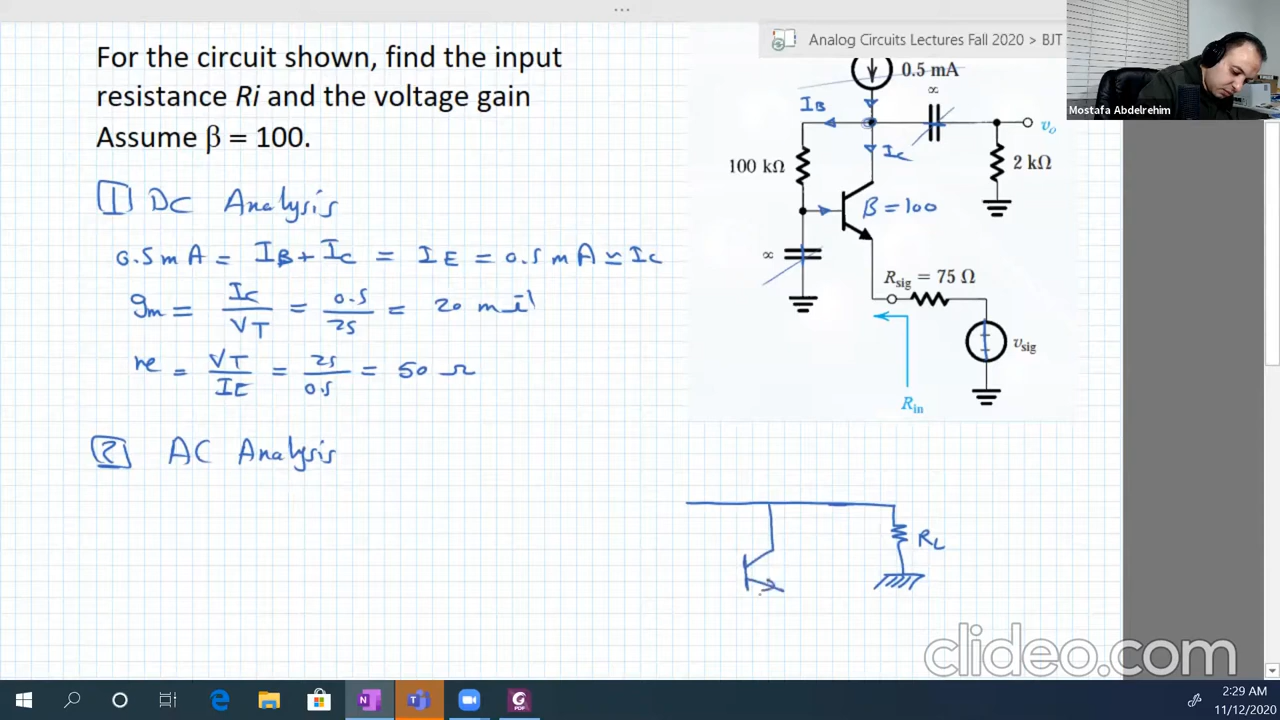 For the circuit shown, find the input
resistance Ri and the voltage gain
Assume β = 100.
1 DC Analysis
0.5 mA = IB + IC = IE = 0.5 mA ≃ IC
gm = IC / VT = 0.5 / 25 = 20
re = VT / IE = 25 / 0.5 = 50 Ω
2 AC Analysis
Analog Circuits Lectures Fall 2020 > BJT
0.5 mA
∞
IB
vo
IC
100 kΩ
2 kΩ
β = 100
∞
Rsig = 75 Ω
vsig
Rin
RL
Mostafa Abdelrehim
clideo.com
2:29 AM
11/12/2020